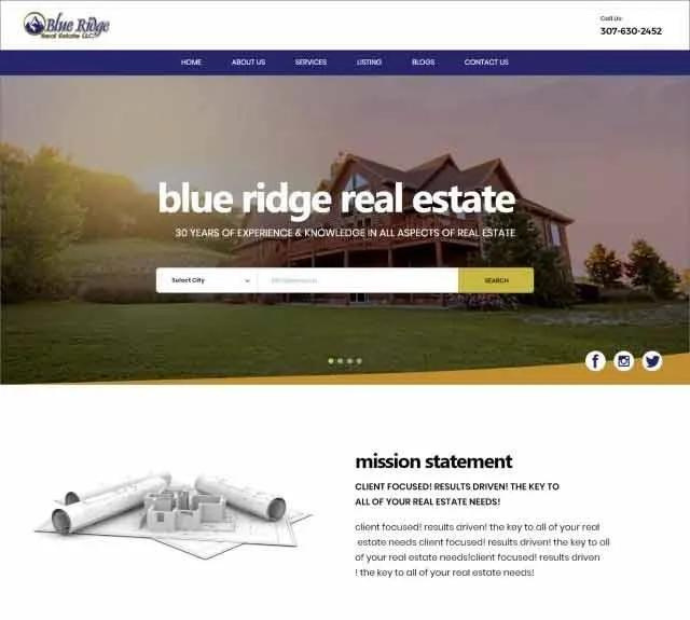 Blue Ridge
Real Estate LLC
Call Us:
307-630-2452
HOME ABOUT US SERVICES LISTING BLOGS CONTACT US
blue ridge real estate
30 YEARS OF EXPERIENCE & KNOWLEDGE IN ALL ASPECTS OF REAL ESTATE
Select City
SEARCH
mission statement
CLIENT FOCUSED! RESULTS DRIVEN! THE KEY TO
ALL OF YOUR REAL ESTATE NEEDS!
client focused! results driven! the key to all of your real
estate needs client focused! results driven! the key to all
of your real estate needs!client focused! results driven
! the key to all of your real estate needs!